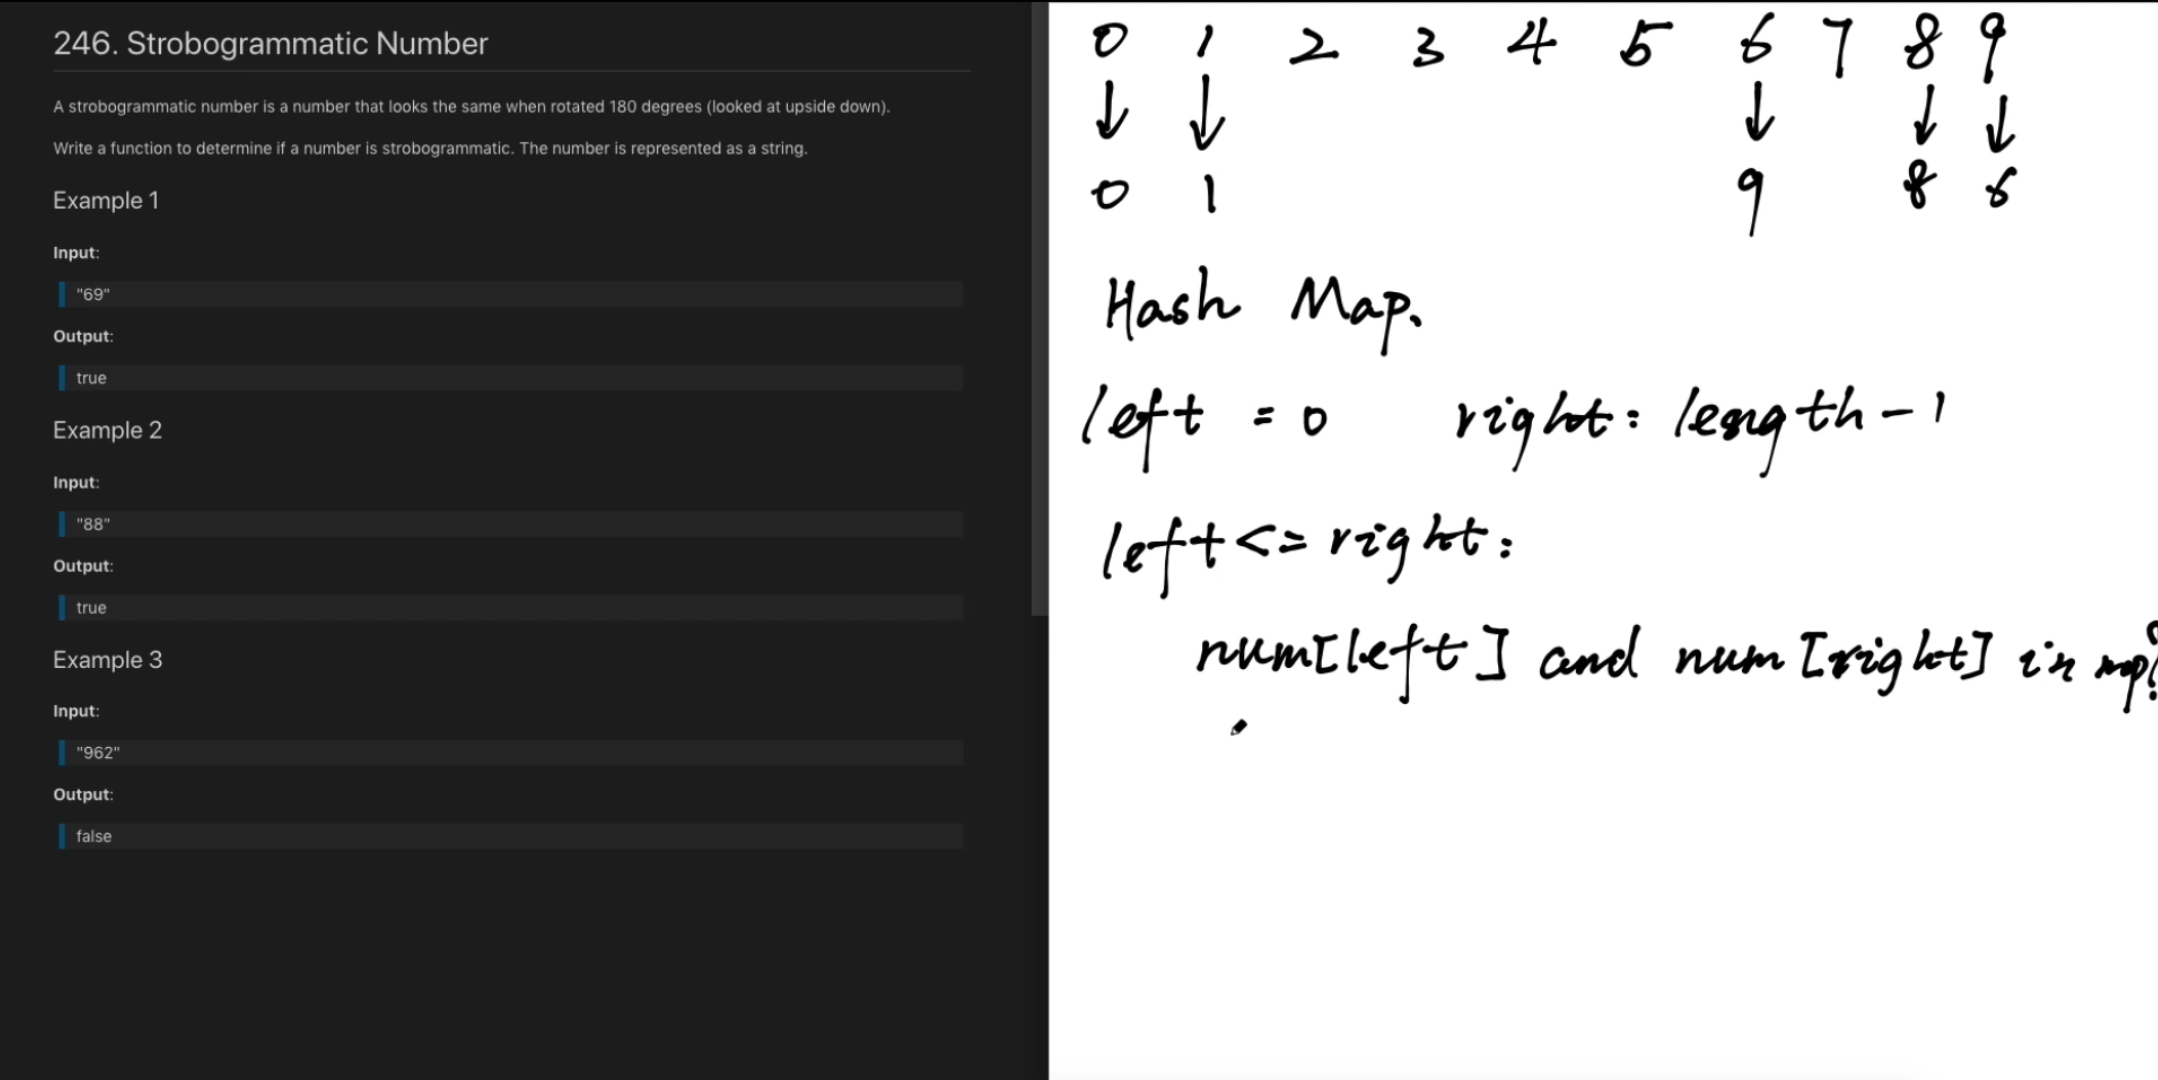 246. Strobogrammatic Number
A strobogrammatic number is a number that looks the same when rotated 180 degrees (looked at upside down).
Write a function to determine if a number is strobogrammatic. The number is represented as a string.
Example 1
Input:
"69"
Output:
true
Example 2
Input:
"88"
Output:
true
Example 3
Input:
"962"
Output:
false
0 1 2 3 4 5 6 7 8 9
↓ ↓ ↓ ↓ ↓
0 1 9 8 6
Hash Map.
left = 0 right: length-1
left <= right:
num[left] and num[right] in map?